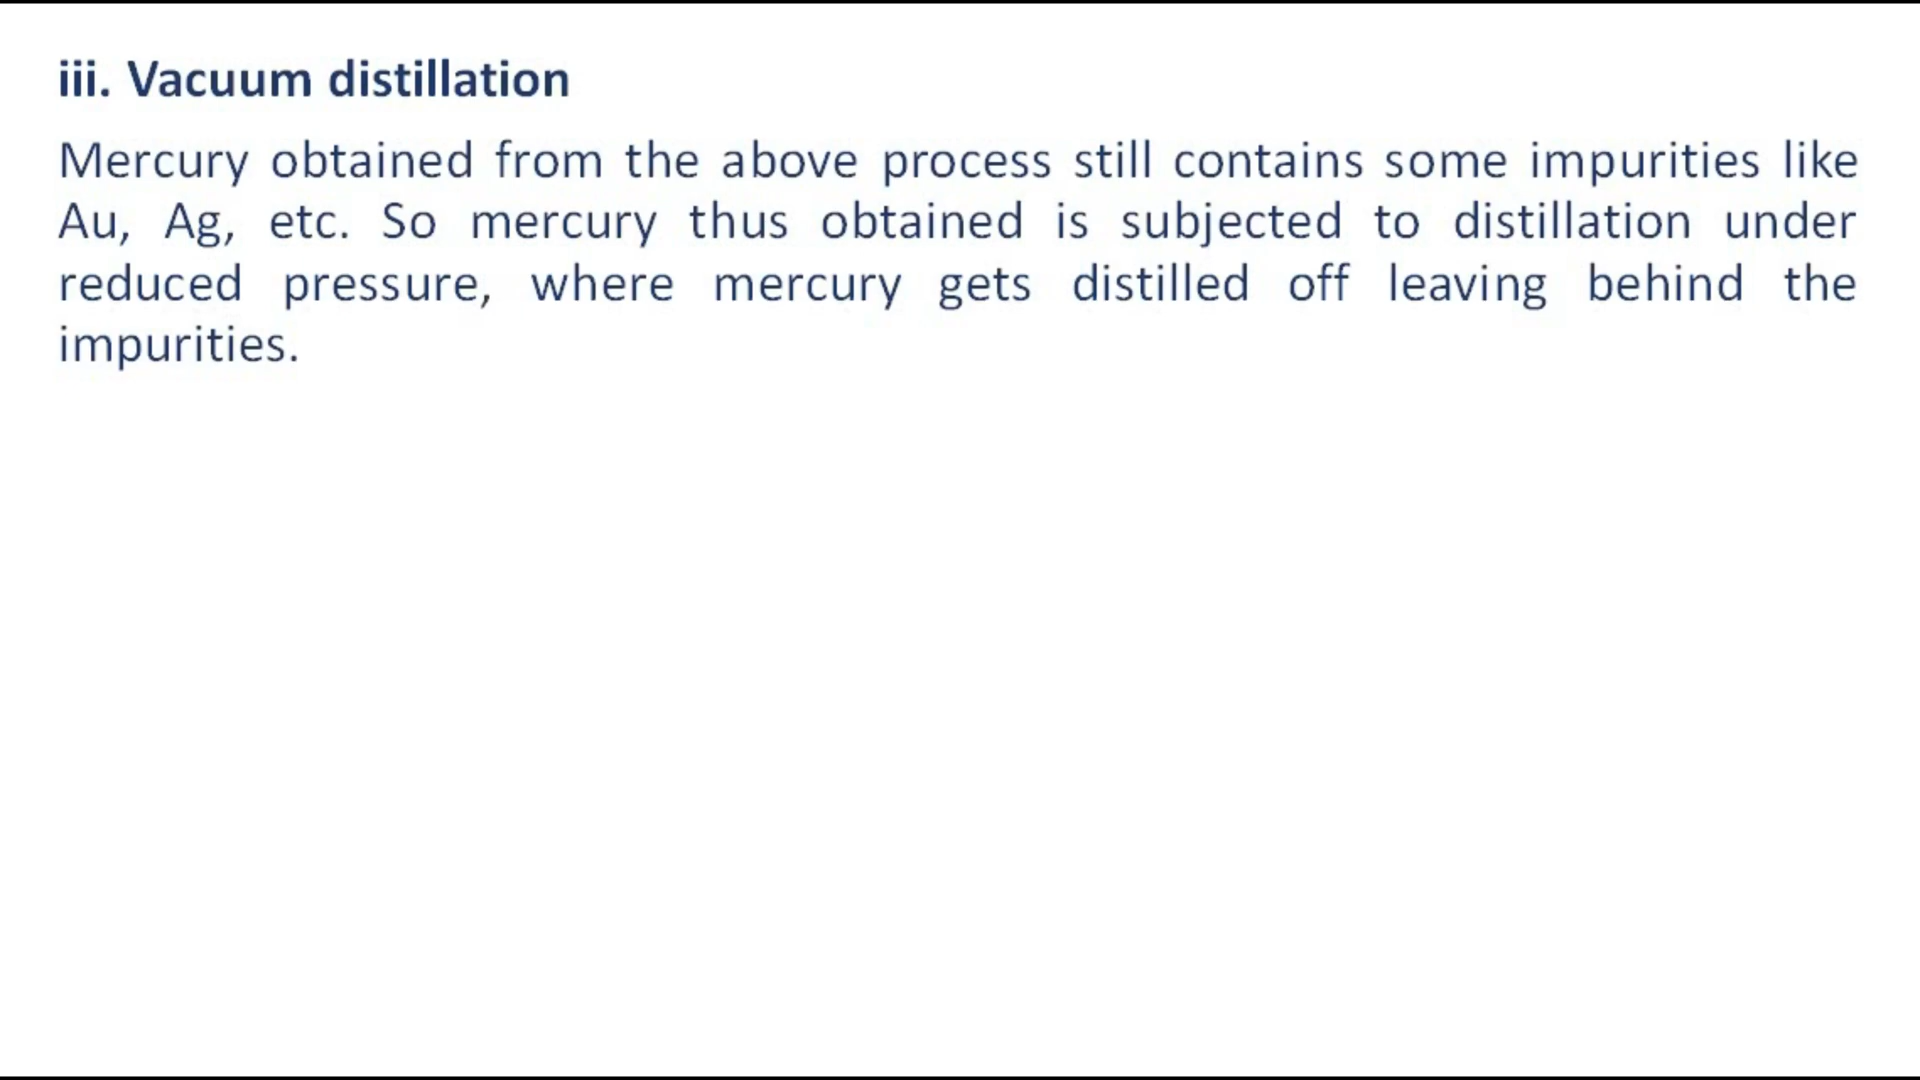 iii. Vacuum distillation
Mercury obtained from the above process still contains some impurities like
Au, Ag, etc. So mercury thus obtained is subjected to distillation under
reduced pressure, where mercury gets distilled off leaving behind the
impurities.